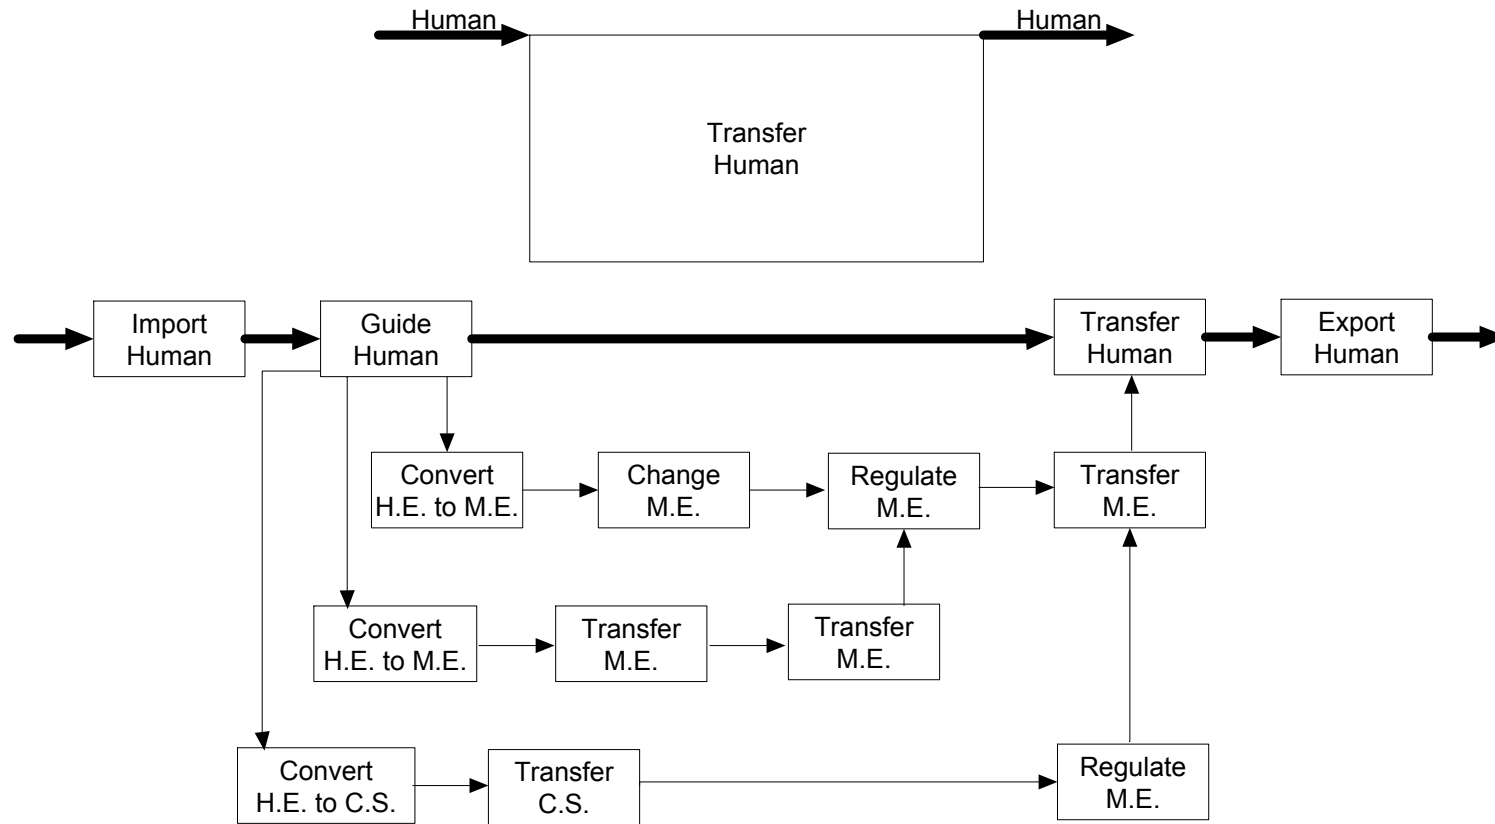 Human
Human
Transfer
Human
Import
Human
Guide
Human
Transfer
Human
Export
Human
Convert
H.E. to M.E.
Change
M.E.
Regulate
M.E.
Transfer
M.E.
Convert
H.E. to M.E.
Transfer
M.E.
Transfer
M.E.
Convert
H.E. to C.S.
Transfer
C.S.
Regulate
M.E.